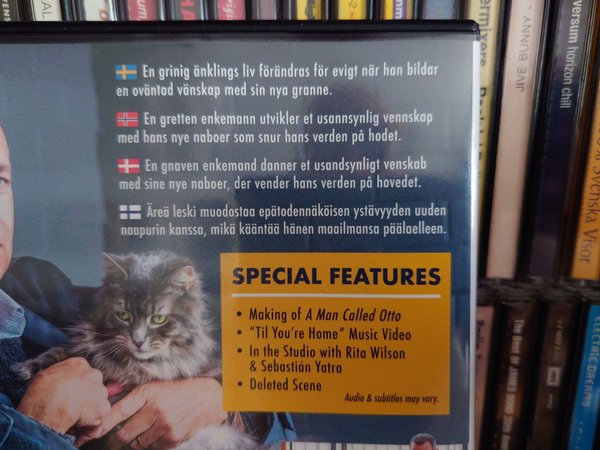 En grinig änklings liv förändras för evigt när han bildar
en oväntad vänskap med sin nya granne.
En gretten enkemann utvikler et usannsynlig vennskap
med hans nye naboer som snur hans verden på hodet.
En gnaven enkemand danner et usandsynligt venskab
med sine nye naboer, der vender hans verden på hovedet.
Äreä leski muodostaa epätodennäköisen ystävyyden uuden
naapurin kanssa, mikä kääntää hänen maailmansa päälaelleen.
SPECIAL FEATURES
• Making of A Man Called Otto
• "Til You're Home" Music Video
• In the Studio with Rita Wilson
& Sebastián Yatra
• Deleted Scene
Audio & subtitles may vary.
JIVE BUNNY
horizon chill
Svenska Visor
The Best of
ELECTRIC DREAMS